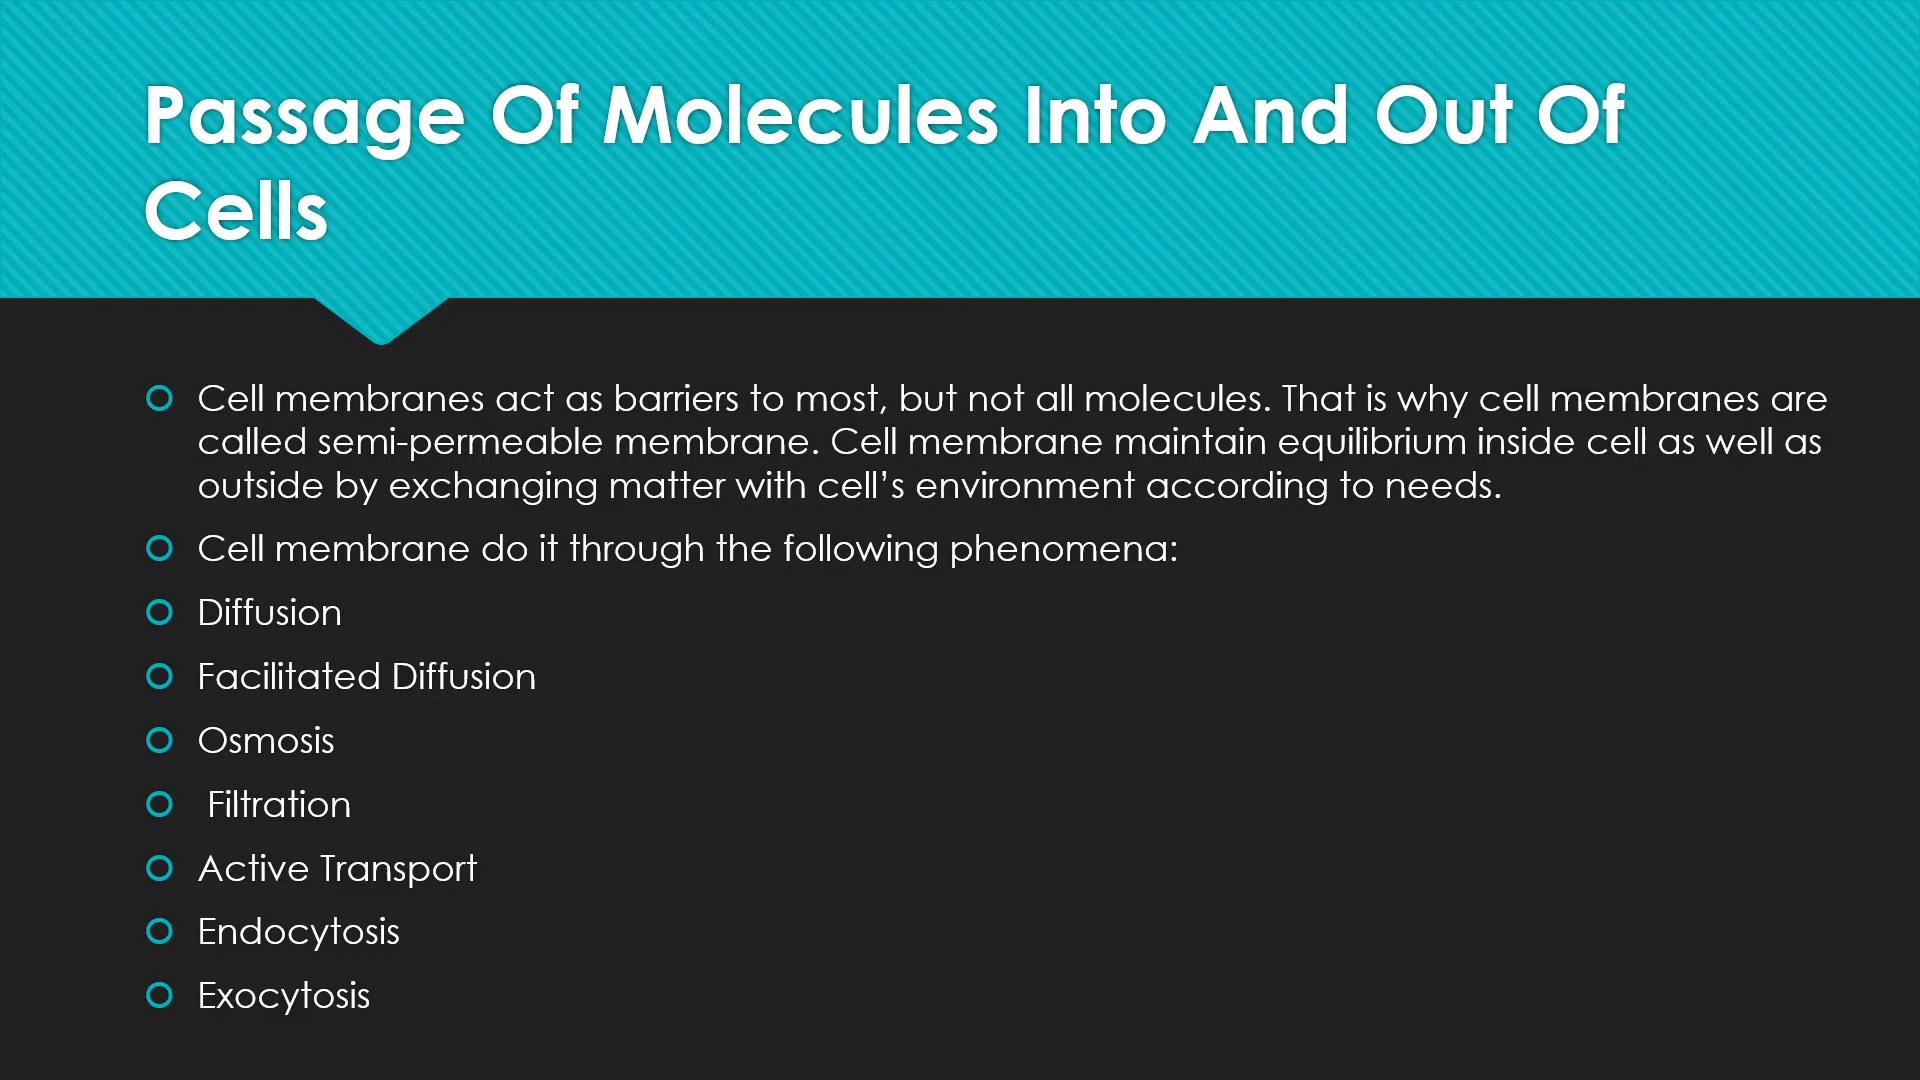 Passage Of Molecules Into And Out Of
Cells
Cell membranes act as barriers to most, but not all molecules. That is why cell membranes are
called semi-permeable membrane. Cell membrane maintain equilibrium inside cell as well as
outside by exchanging matter with cell’s environment according to needs.
Cell membrane do it through the following phenomena:
Diffusion
Facilitated Diffusion
Osmosis
Filtration
Active Transport
Endocytosis
Exocytosis